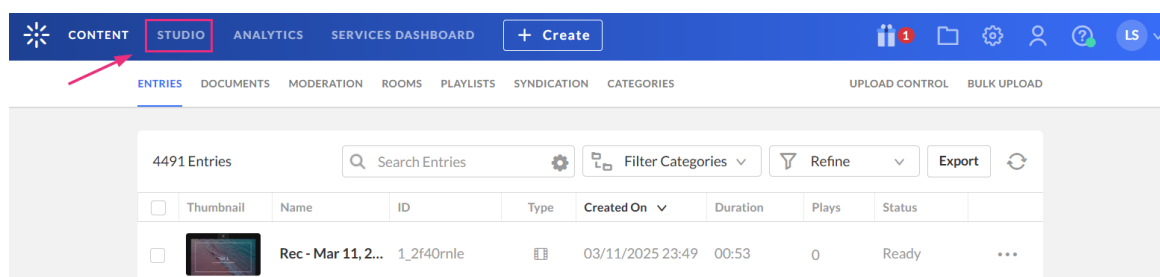 CONTENT STUDIO ANALYTICS SERVICES DASHBOARD + Create 1 LS
ENTRIES DOCUMENTS MODERATION ROOMS PLAYLISTS SYNDICATION CATEGORIES UPLOAD CONTROL BULK UPLOAD
4491 Entries Search Entries Filter Categories Refine Export
Thumbnail Name ID Type Created On Duration Plays Status
Rec - Mar 11, 2... 1_2f40rnle 03/11/2025 23:49 00:53 0 Ready